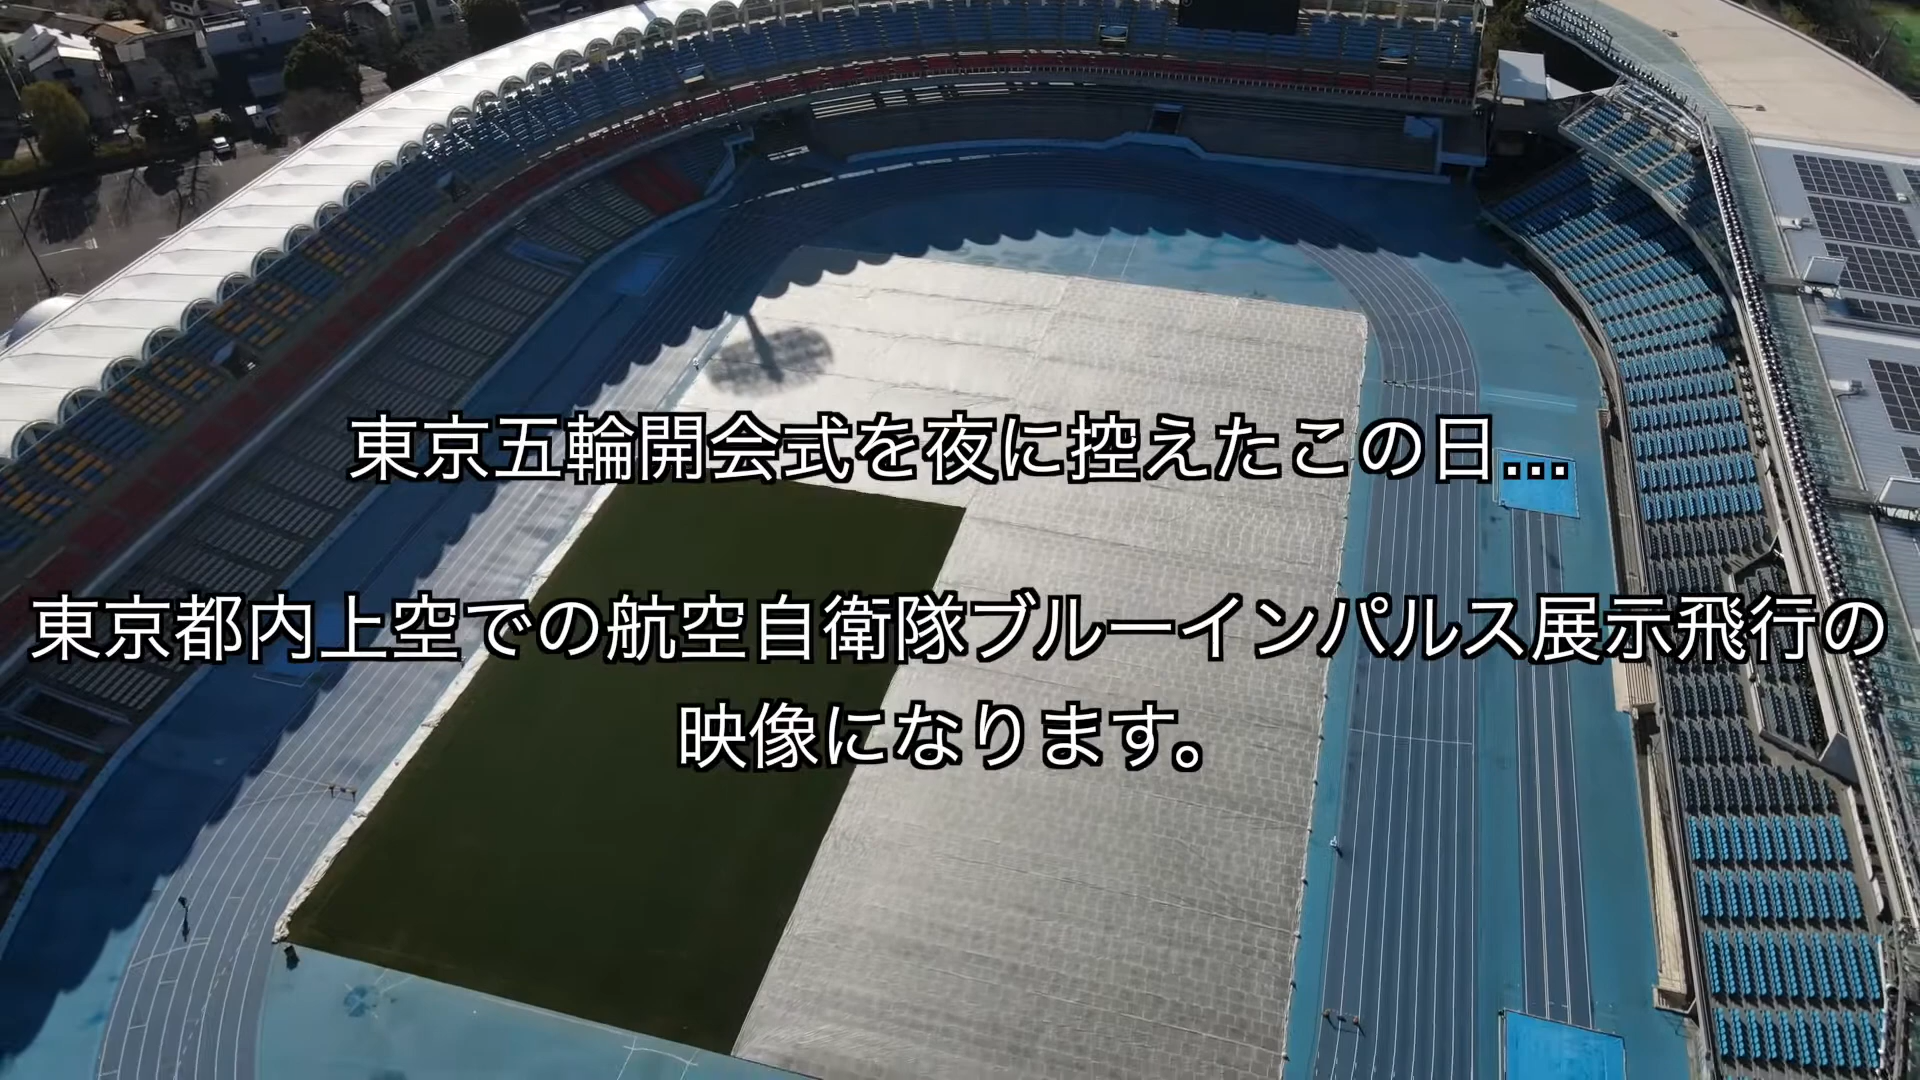 東京五輪開会式を夜に控えたこの日…
東京都内上空での航空自衛隊ブルーインパルス展示飛行の
映像になります。